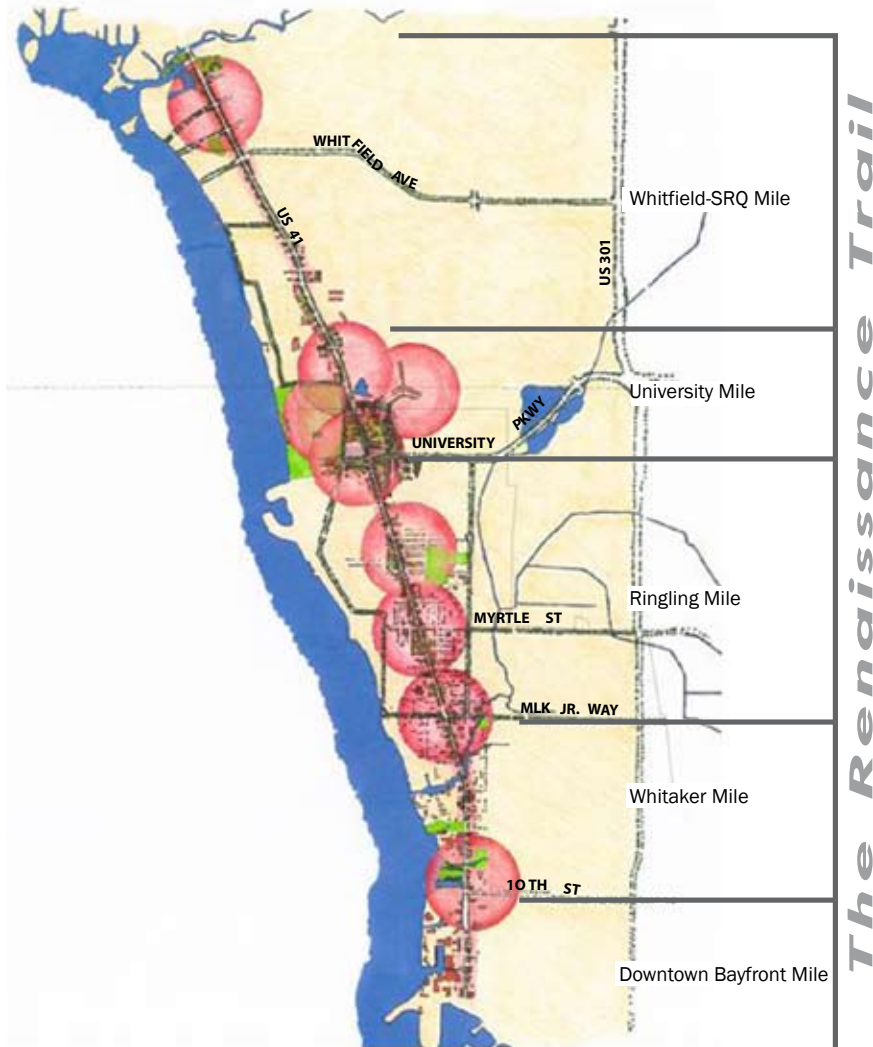 WHITFIELD AVE
US 41
US 301
Whitfield-SRQ Mile
University Mile
PKWY
UNIVERSITY
Ringling Mile
MYRTLE ST
MLK JR. WAY
Whitaker Mile
10TH ST
Downtown Bayfront Mile
The Renaissance Trail